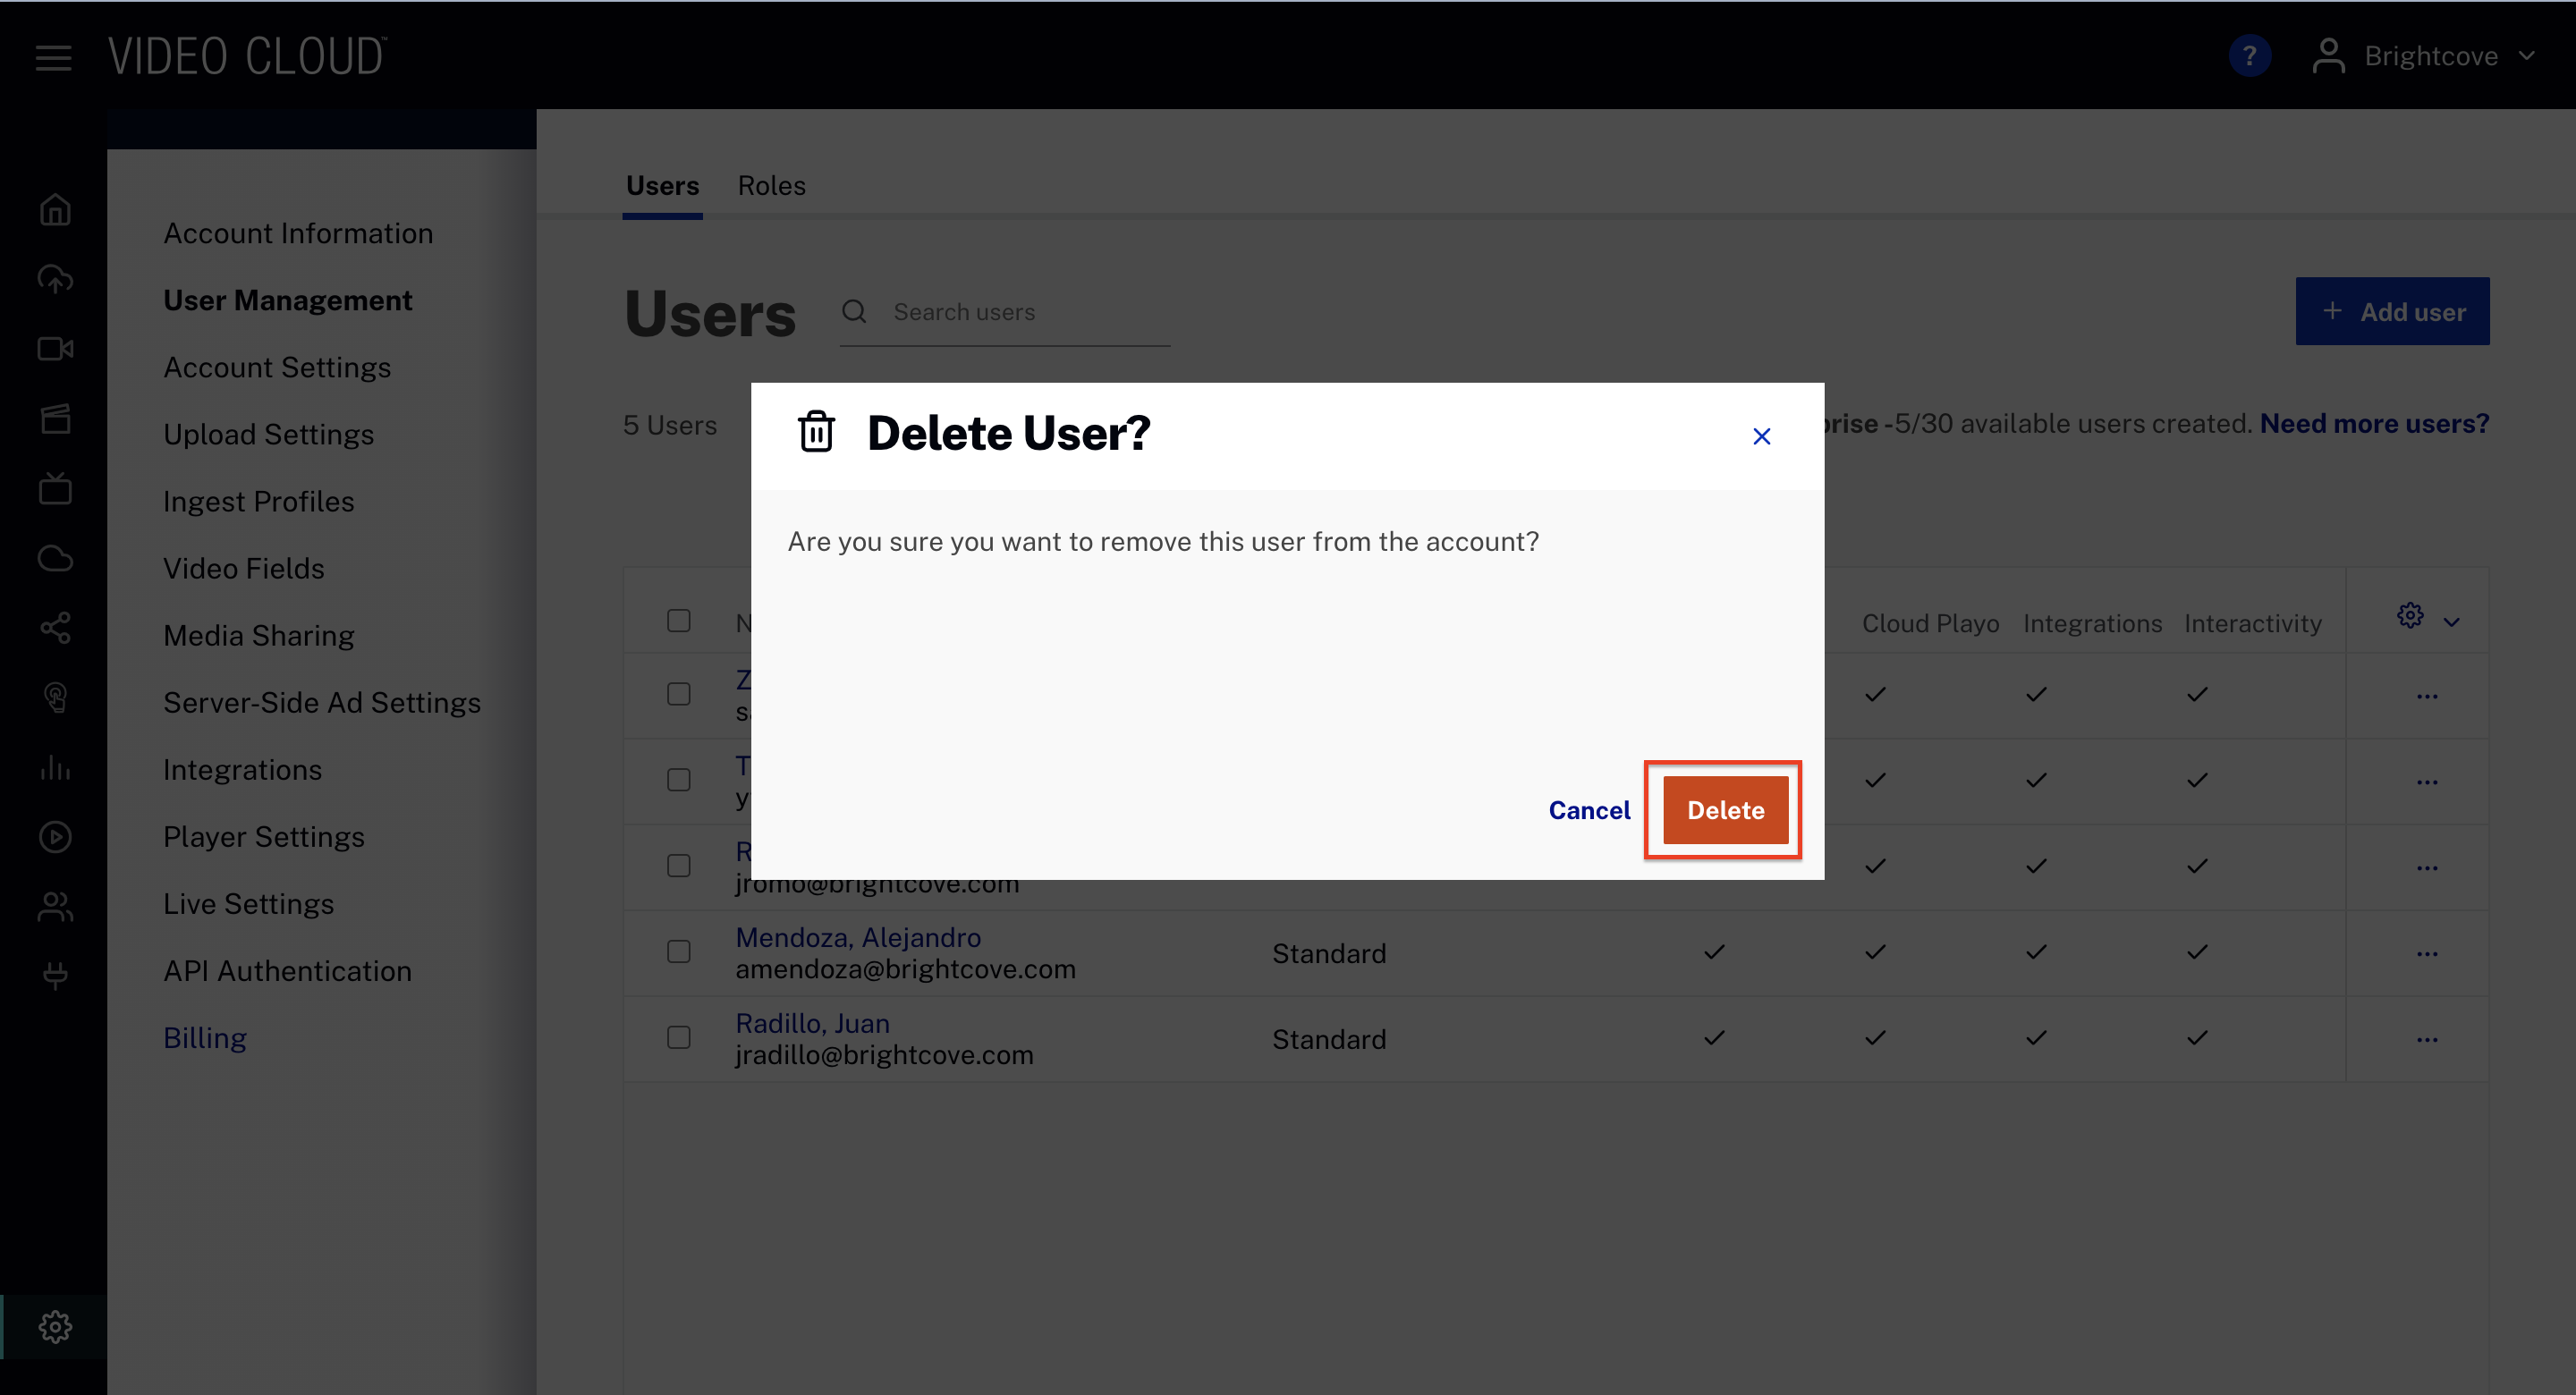 VIDEO CLOUD™
? Brightcove
Account Information
User Management
Account Settings
Upload Settings
Ingest Profiles
Video Fields
Media Sharing
Server-Side Ad Settings
Integrations
Player Settings
Live Settings
API Authentication
Billing
Users Roles
Users Search users
+ Add user
5 Users
-5/30 available users created. Need more users?
Delete User?
Are you sure you want to remove this user from the account?
Cancel Delete
Cloud Playo Integrations Interactivity
jromo@brightcove.com
Mendoza, Alejandro
amendoza@brightcove.com
Standard
Radillo, Juan
jradillo@brightcove.com
Standard